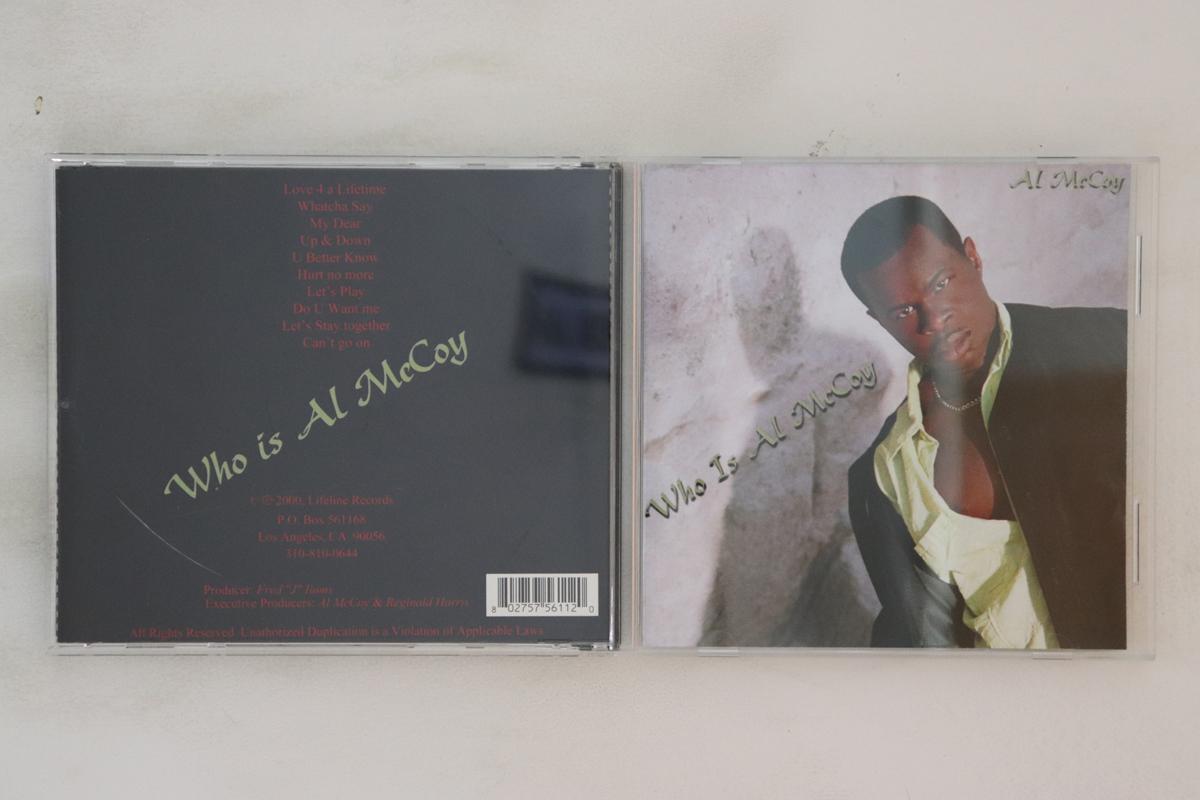 Love 4 a Lifetime
Whatcha Say
My Dear
Up & Down
U Better Know
Hurt no more
Let's Play
Do U Want me
Let's Stay together
Can't go on
Who is Al McCoy
℗ 2000, Lifeline Records
P.O. Box 561168
Los Angeles, CA 90056
310-810-0644
Producer: Fred "J"
Executive Producers: Al McCoy & Reginald Harris
8 02757 56112 0
All Rights Reserved Unathorized Duplication is a Violation of Applicable Laws
Al McCoy
Who Is Al McCoy